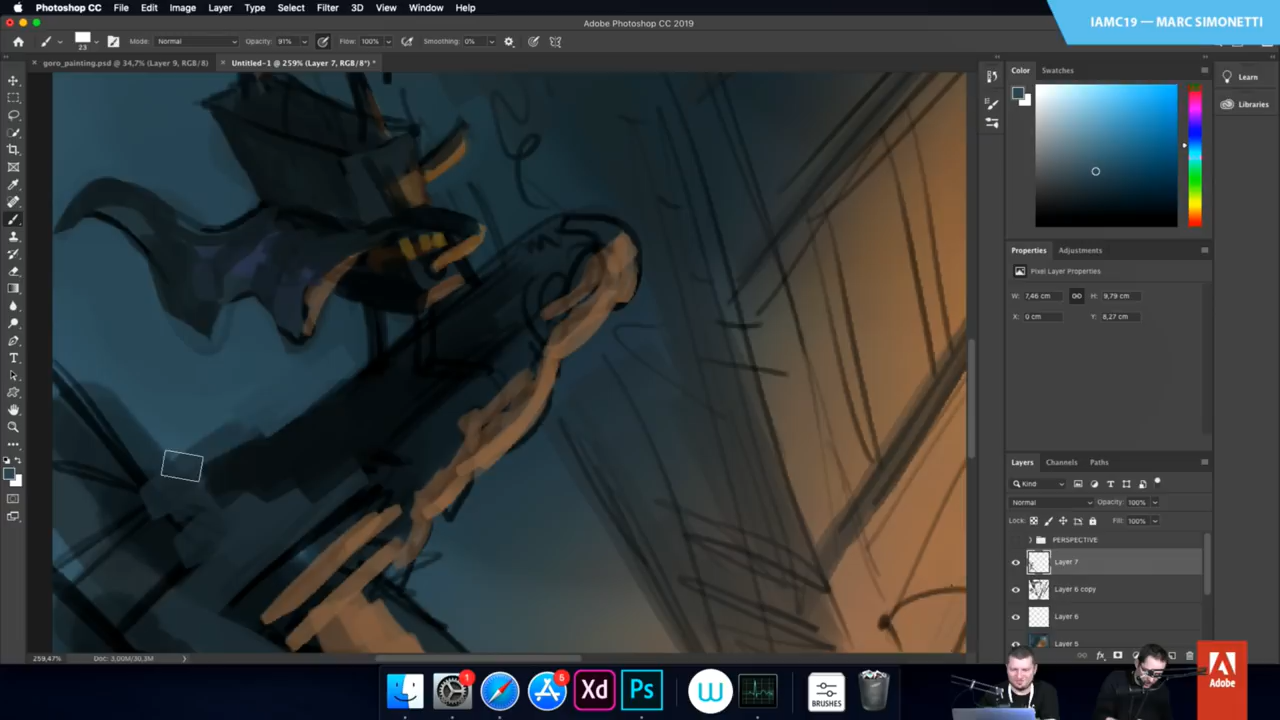 Photoshop CC File Edit Image Layer Type Select Filter 3D View Window Help
Adobe Photoshop CC 2019
IAMC19 — MARC SIMONETTI
23 Mode: Normal Opacity: 91% Flow: 100% Smoothing: 0%
goro_painting.psd @ 34,7% (Layer 9, RGB/8) Untitled-1 @ 259% (Layer 7, RGB/8*) *
Color Swatches
Learn
Libraries
Properties Adjustments
Pixel Layer Properties
W: 7,46 cm H: 9,79 cm
X: 0 cm Y: 8,27 cm
Layers Channels Paths
Kind
Normal Opacity: 100%
Lock: Fill: 100%
PERSPECTIVE
Layer 7
Layer 6 copy
Layer 6
Layer 5
fx
259,47% Doc: 3,00M/30,3M
1 6 Xd Ps W BRUSHES
Adobe